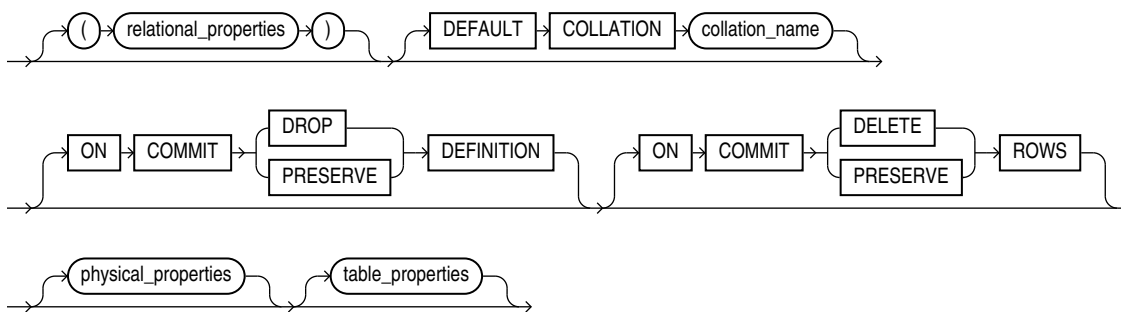 ( relational_properties ) DEFAULT COLLATION collation_name
DROP DELETE
ON COMMIT DEFINITION ON COMMIT ROWS
PRESERVE PRESERVE
physical_properties table_properties